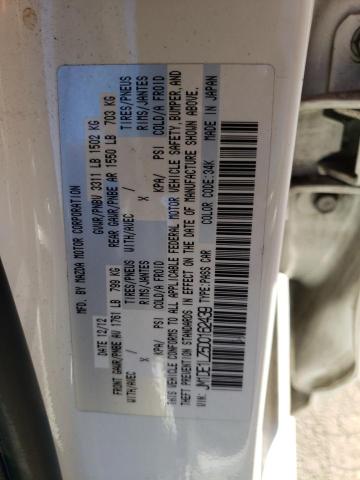 MFD. BY MAZDA MOTOR CORPORATION
DATE 12/12 GVWR/PNBV 3311 LB 1502 KG
FRONT GAWR/PNBE AV 1761 LB 799 KG REAR GAWR/PNBE AR 1550 LB 703 KG
WITH/AVEC / TIRES/PNEUS WITH/AVEC / TIRES/PNEUS
X RIMS/JANTES X RIMS/JANTES
KPA/ PSI COLD/A FROID KPA/ PSI COLD/A FROID
THIS VEHICLE CONFORMS TO ALL APPLICABLE FEDERAL MOTOR VEHICLE SAFETY, BUMPER, AND
THEFT PREVENTION STANDARDS IN EFFECT ON THE DATE OF MANUFACTURE SHOWN ABOVE.
VIN: TYPE:PASS CAR COLOR CODE:34K MADE IN JAPAN